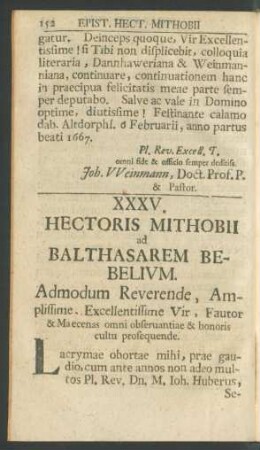 152 EPIST. HECT. MITHOBII
gatur. Deinceps quoque, Vir Excellen-
tissime ! si Tibi non displicebit, colloquia
literaria, Dannhaweriana & Weinman-
niana, continuare, continuationem hanc
in praecipua felicitatis meae parte sem-
per deputabo. Salve ac vale in Domino
optime, diutissime ! Festinante calamo
dab. AltdorphI. 6 Februarii, anno partus
beati 1667.
Pl. Rev. Excell. T.
omni fide & officio semper
Joh. VVeinmann, Doct. Prof. P.
& Pastor.
XXXV.
HECTORIS MITHOBII
ad
BALTHASAREM BE-
BELIVM.
Admodum Reverende, Am-
plissime. Excellentissime Vir, Fautor
& Maecenas omni observantiae & honoris
cultu prosequende.
Lacrymae obortae mihi, prae gau-
dio, cum ante annos non adeo mul-
tos Pl. Rev. Dn. M. Ioh. Huberus,
Se-